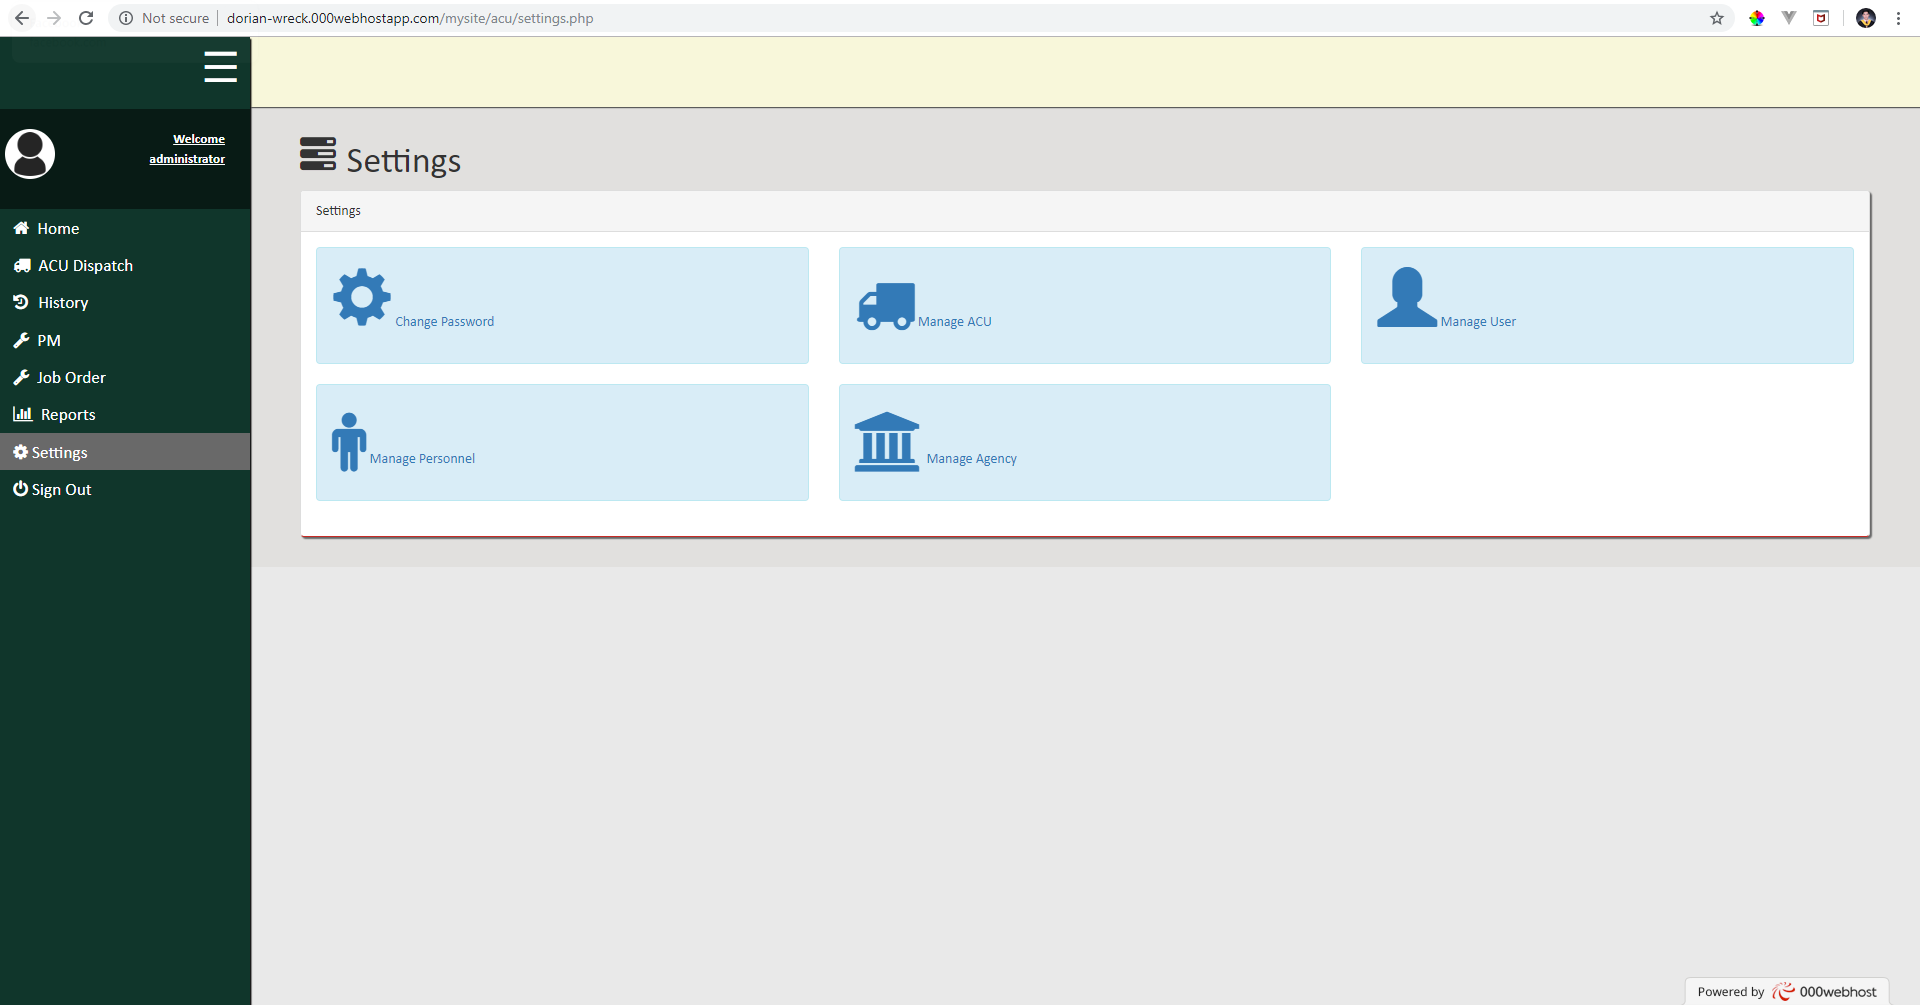 Not secure
dorian-wreck.000webhostapp.com/mysite/acu/settings.php
Welcome
administrator
Home
ACU Dispatch
History
PM
Job Order
Reports
Settings
Sign Out
Settings
Settings
Change Password
Manage ACU
Manage User
Manage Personnel
Manage Agency
Powered by 000webhost